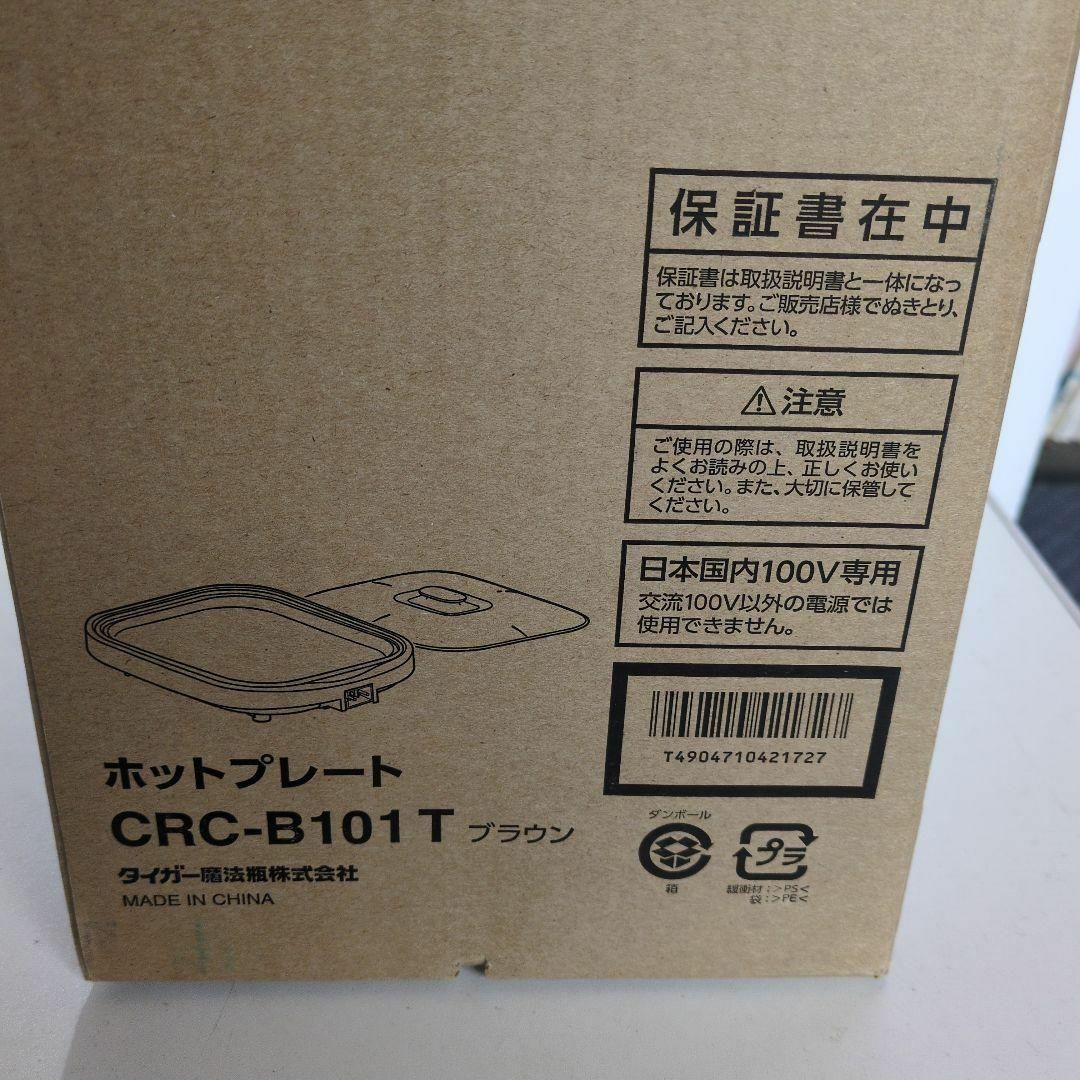 保証書在中
保証書は取扱説明書と一体になっ
ております。ご販売店様でぬきとり、
ご記入ください。
⚠注意
ご使用の際は、取扱説明書を
よくお読みの上、正しくお使い
ください。また、大切に保管して
ください。
日本国内100V専用
交流100V以外の電源では
使用できません。
T4904710421727
ホットプレート
CRC-B101T ブラウン
タイガー魔法瓶株式会社
MADE IN CHINA
ダンボール
箱
プラ
緩衝材:>PS<
袋:>PE<